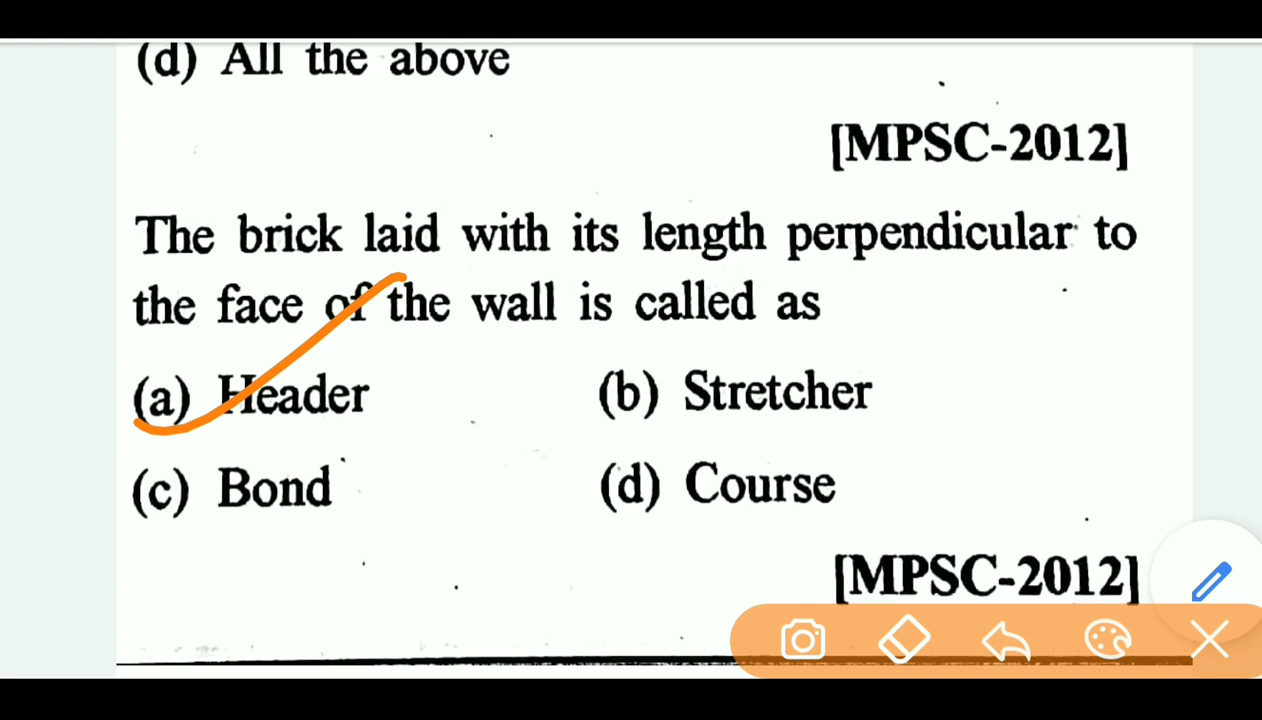 (d) All the above
[MPSC-2012]
The brick laid with its length perpendicular to
the face of the wall is called as
(a) Header (b) Stretcher
(c) Bond (d) Course
[MPSC-2012]